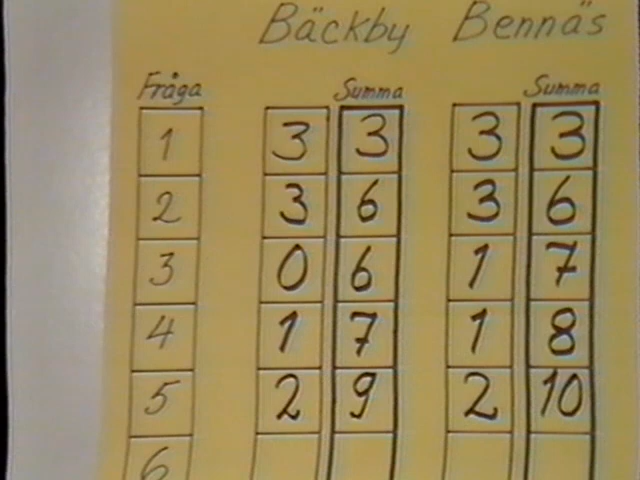 Bäckby Bennäs
Fråga Summa Summa
1 3 3 3 3
2 3 6 3 6
3 0 6 1 7
4 1 7 1 8
5 2 9 2 10
6